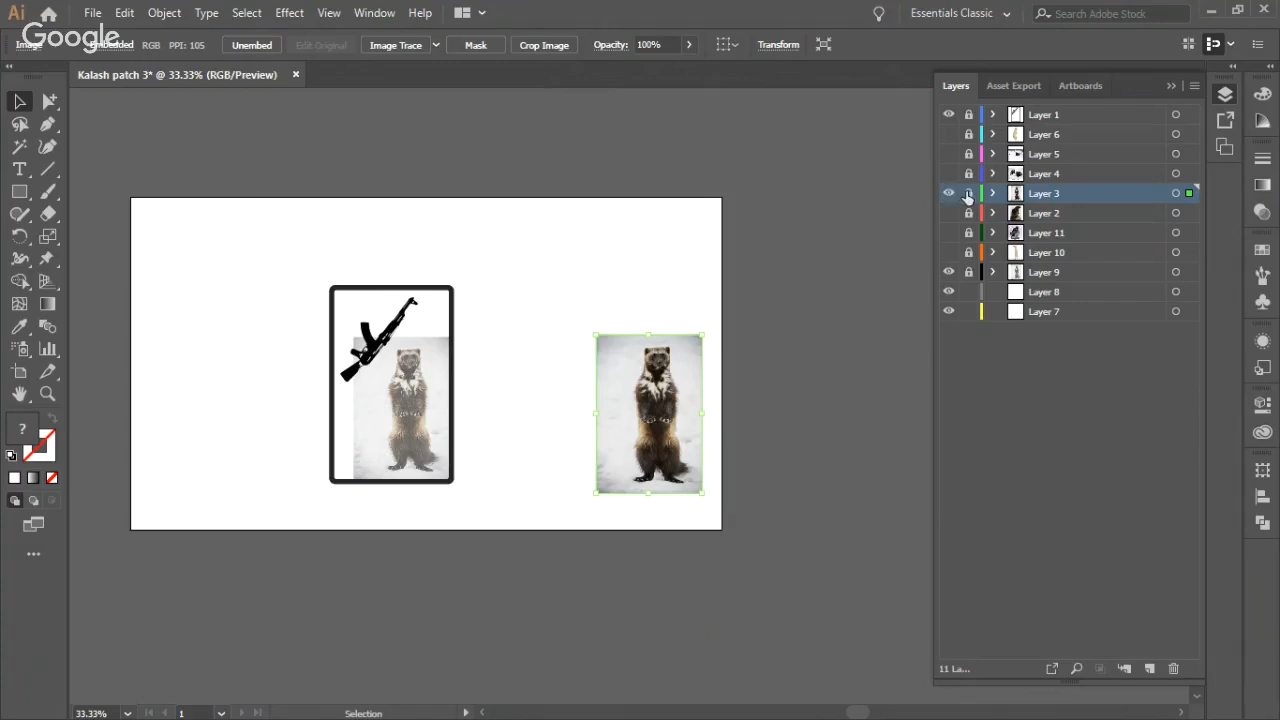 Ai File Edit Object Type Select Effect View Window Help Essentials Classic Search Adobe Stock
Google
Image Embedded RGB PPI: 105 Unembed Edit Original Image Trace Mask Crop Image Opacity: 100% Transform
Kalash patch 3* @ 33.33% (RGB/Preview) ×
Layers Asset Export Artboards
Layer 1
Layer 6
Layer 5
Layer 4
Layer 3
Layer 2
Layer 11
Layer 10
Layer 9
Layer 8
Layer 7
?
11 La...
33.33% 1 Selection